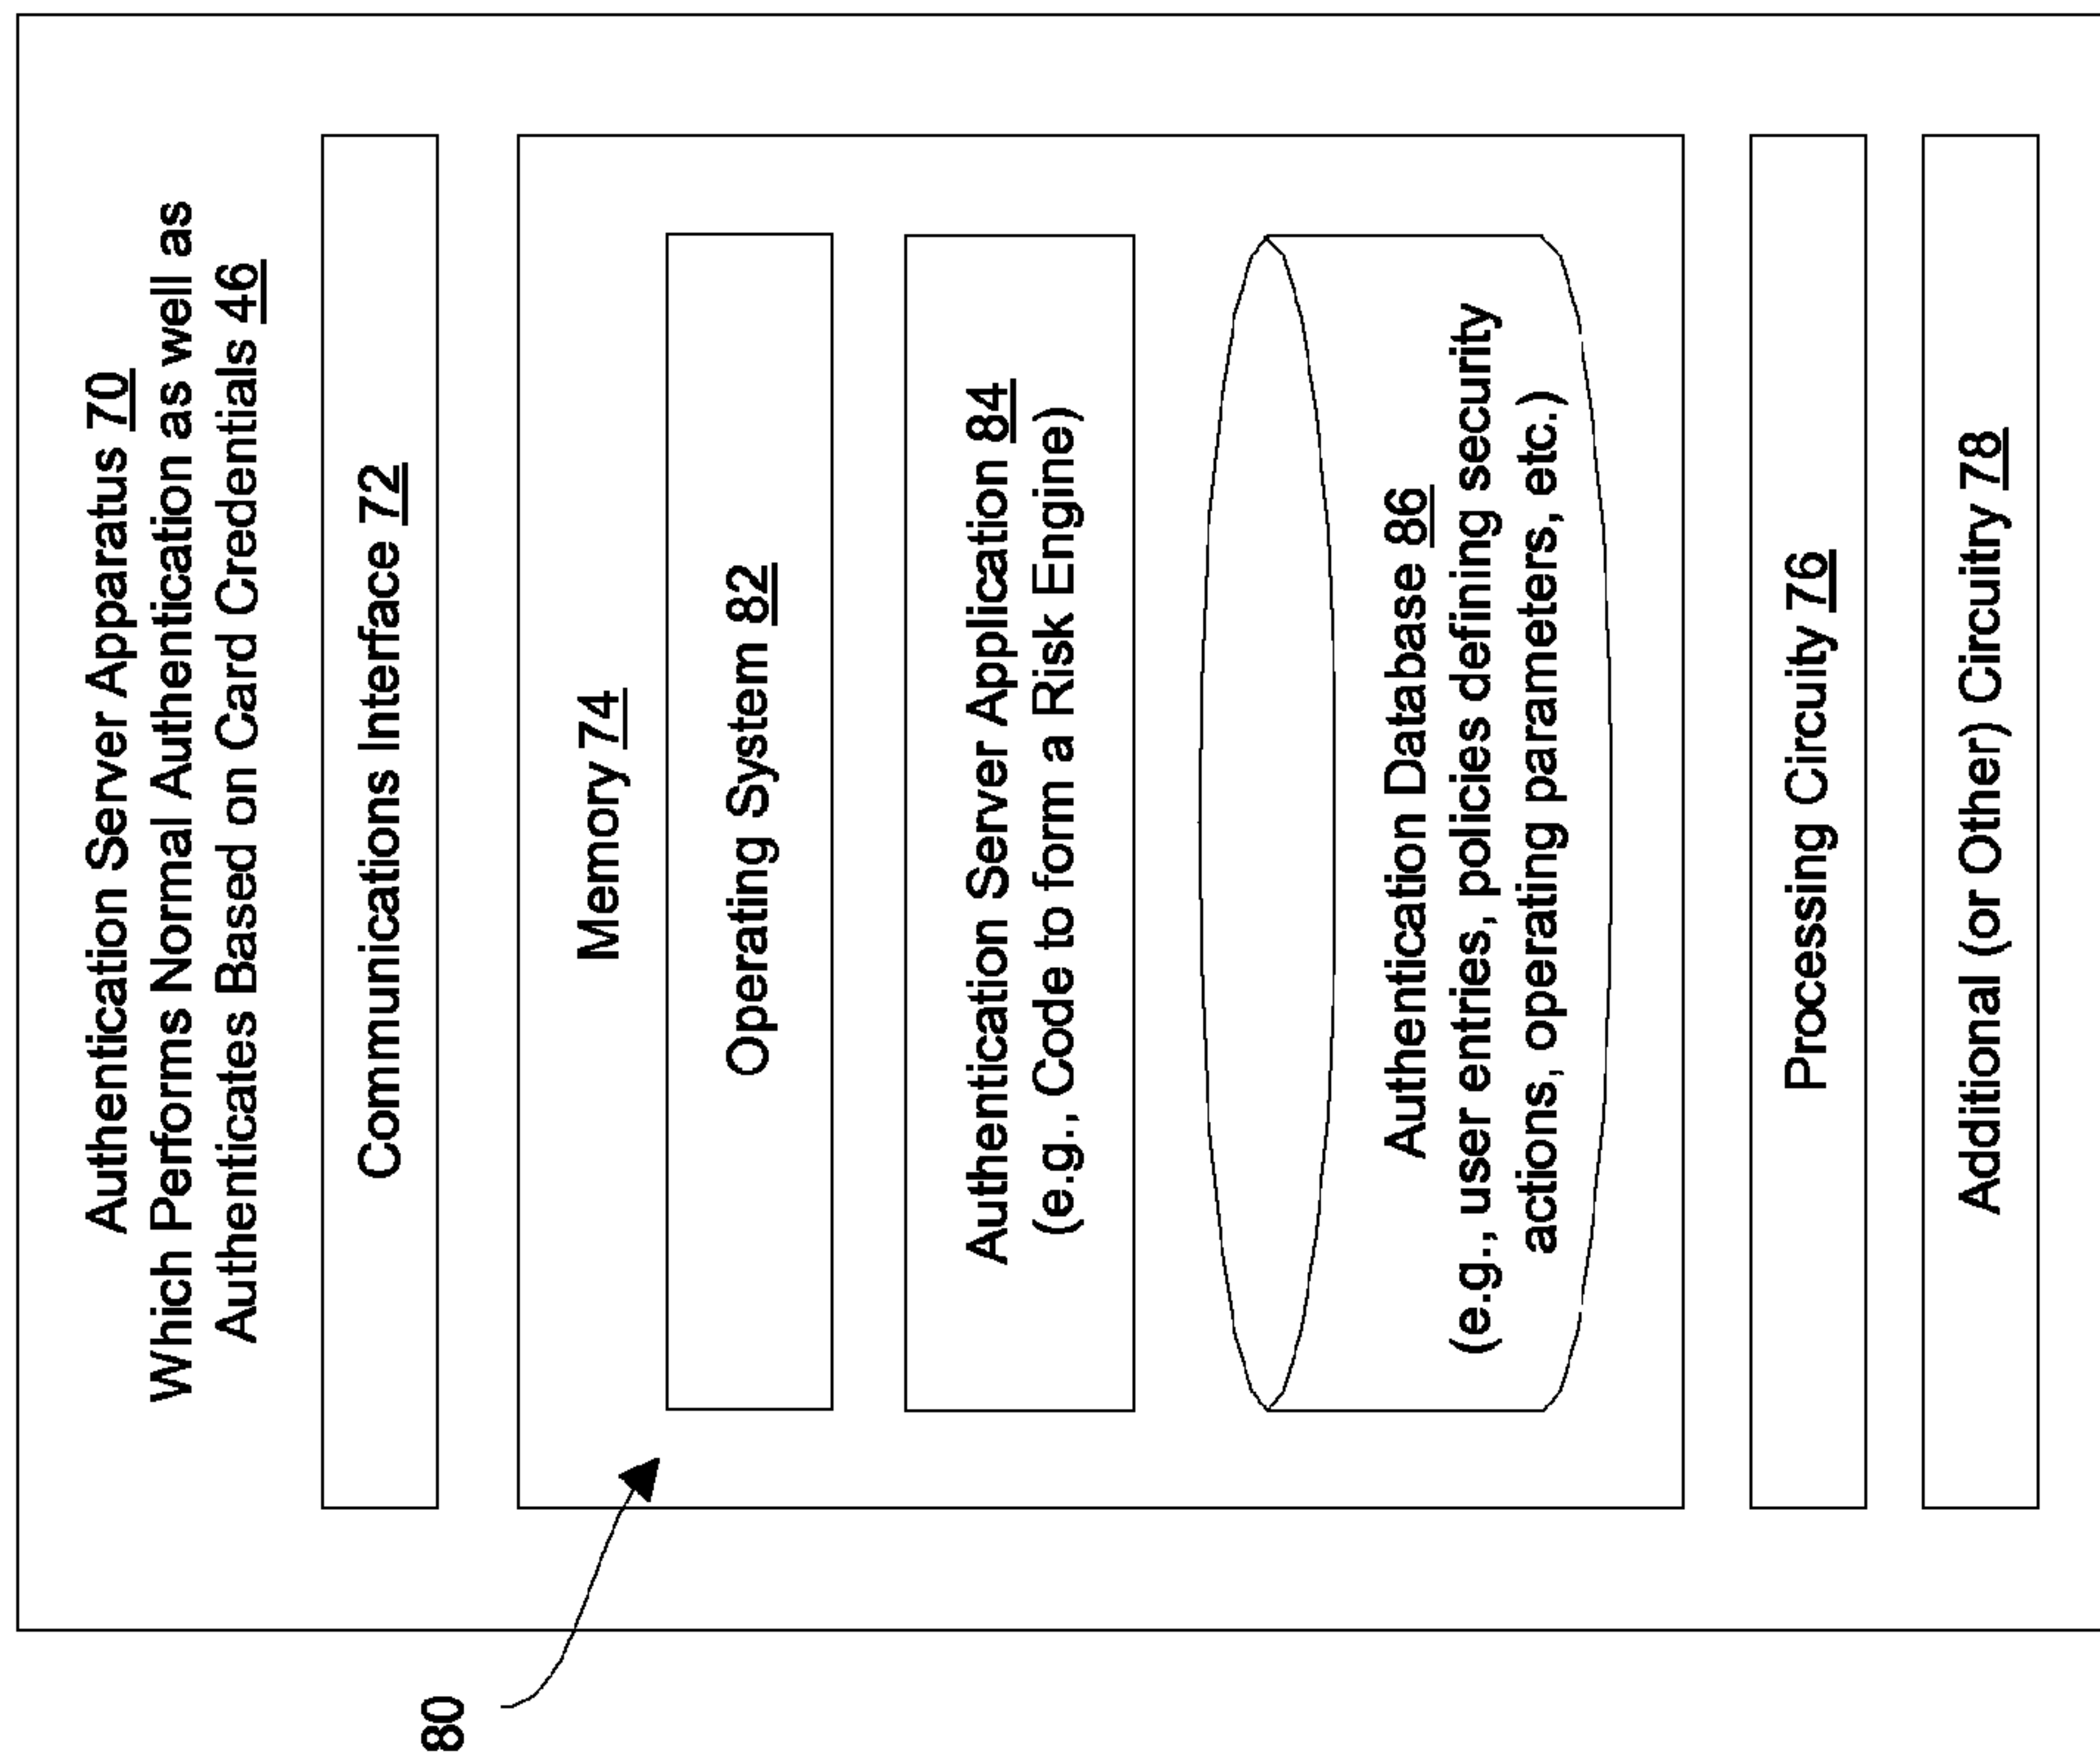 Authentication Server Apparatus 70
Which Performs Normal Authentication as well as
Authenticates Based on Card Credentials 46
Communications Interface 72
Memory 74
Operating System 82
Authentication Server Application 84
(e.g., Code to form a Risk Engine)
Authentication Database 86
(e.g., user entries, policies defining security
actions, operating parameters, etc.)
Processing Circuity 76
Additional (or Other) Circuitry 78
80